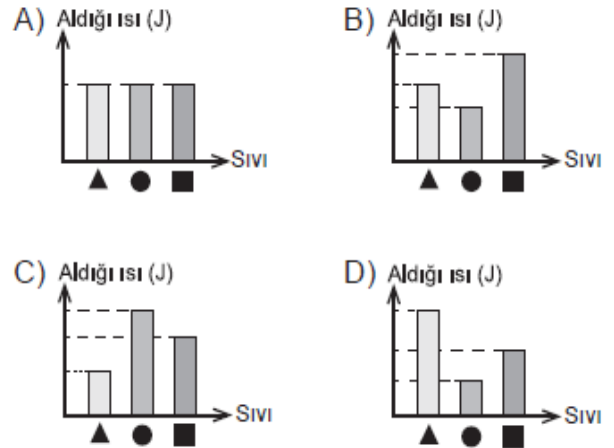 A) Aldığı ısı (J)
Sıvı
B) Aldığı ısı (J)
Sıvı
C) Aldığı ısı (J)
Sıvı
D) Aldığı ısı (J)
Sıvı